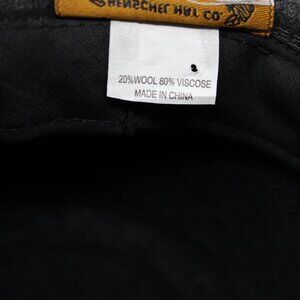 HENSCHEL HAT CO
20%WOOL 80% VISCOSE
MADE IN CHINA